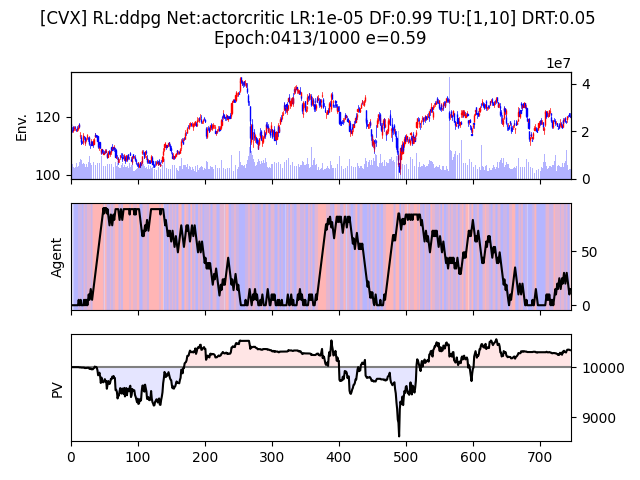 [CVX] RL:ddpg Net:actorcritic LR:1e-05 DF:0.99 TU:[1,10] DRT:0.05
Epoch:0413/1000 e=0.59
1e7
Env.
120
100
4
2
0
Agent
50
0
PV
10000
9000
0 100 200 300 400 500 600 700